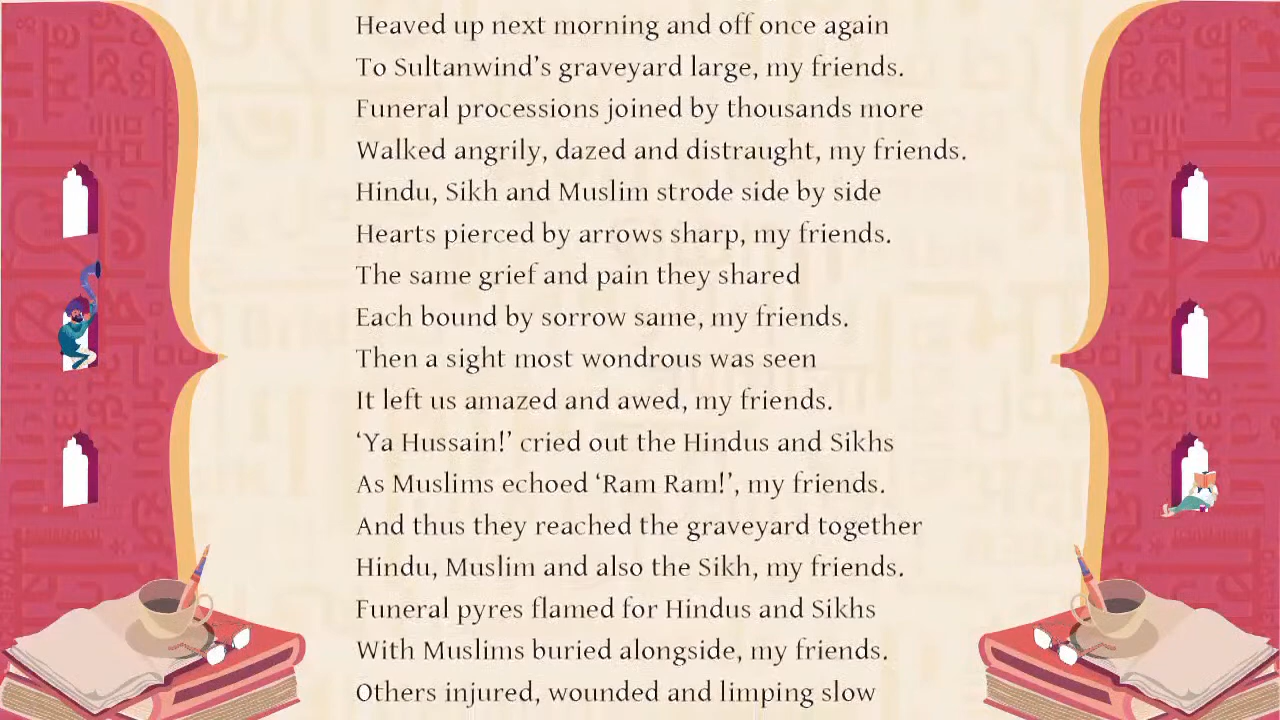 Heaved up next morning and off once again
To Sultanwind’s graveyard large, my friends.
Funeral processions joined by thousands more
Walked angrily, dazed and distraught, my friends.
Hindu, Sikh and Muslim strode side by side
Hearts pierced by arrows sharp, my friends.
The same grief and pain they shared
Each bound by sorrow same, my friends.
Then a sight most wondrous was seen
It left us amazed and awed, my friends.
‘Ya Hussain!’ cried out the Hindus and Sikhs
As Muslims echoed ‘Ram Ram!’, my friends.
And thus they reached the graveyard together
Hindu, Muslim and also the Sikh, my friends.
Funeral pyres flamed for Hindus and Sikhs
With Muslims buried alongside, my friends.
Others injured, wounded and limping slow